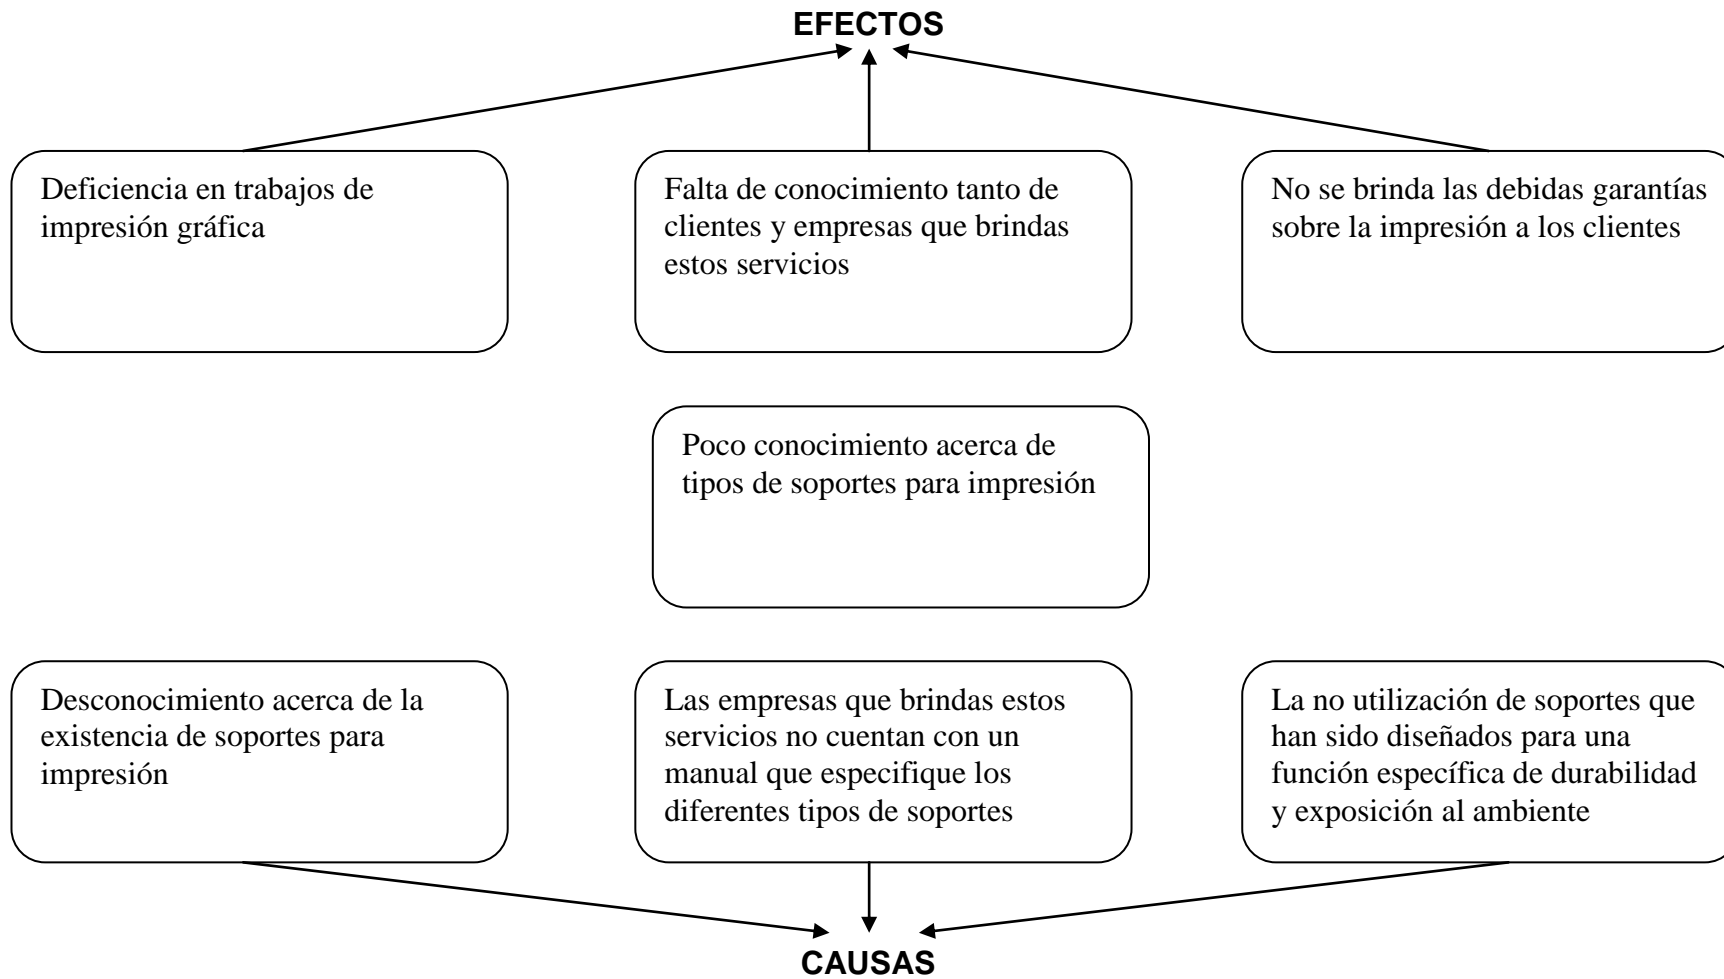 EFECTOS
Deficiencia en trabajos de
impresión gráfica
Falta de conocimiento tanto de
clientes y empresas que brindas
estos servicios
No se brinda las debidas garantías
sobre la impresión a los clientes
Poco conocimiento acerca de
tipos de soportes para impresión
Desconocimiento acerca de la
existencia de soportes para
impresión
Las empresas que brindas estos
servicios no cuentan con un
manual que especifique los
diferentes tipos de soportes
La no utilización de soportes que
han sido diseñados para una
función específica de durabilidad
y exposición al ambiente
CAUSAS